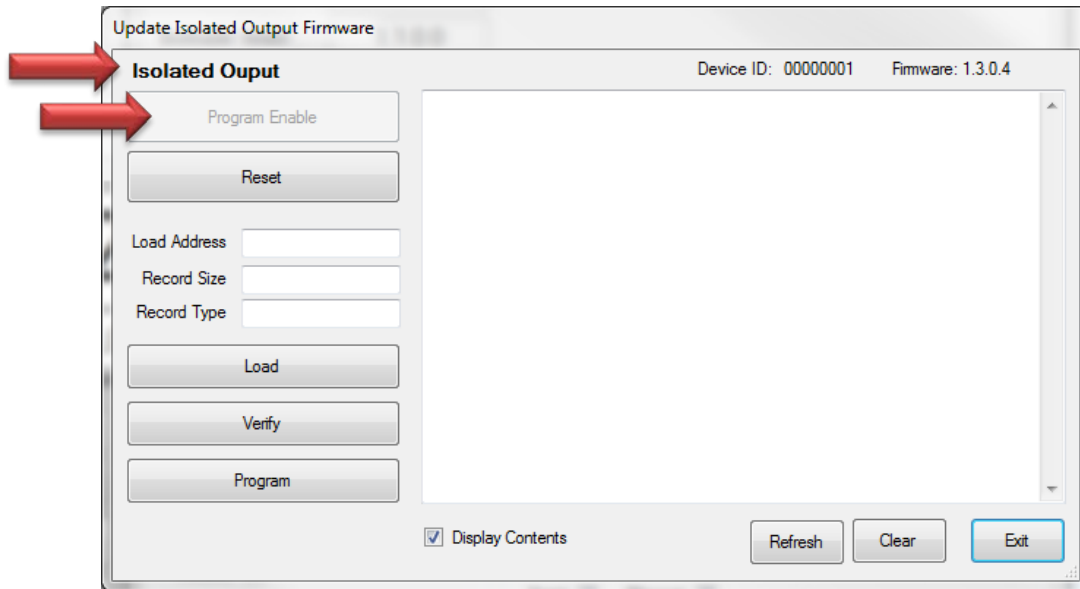 Update Isolated Output Firmware
Isolated Ouput
Device ID: 00000001
Firmware: 1.3.0.4
Program Enable
Reset
Load Address
Record Size
Record Type
Load
Verify
Program
Display Contents
Refresh
Clear
Exit